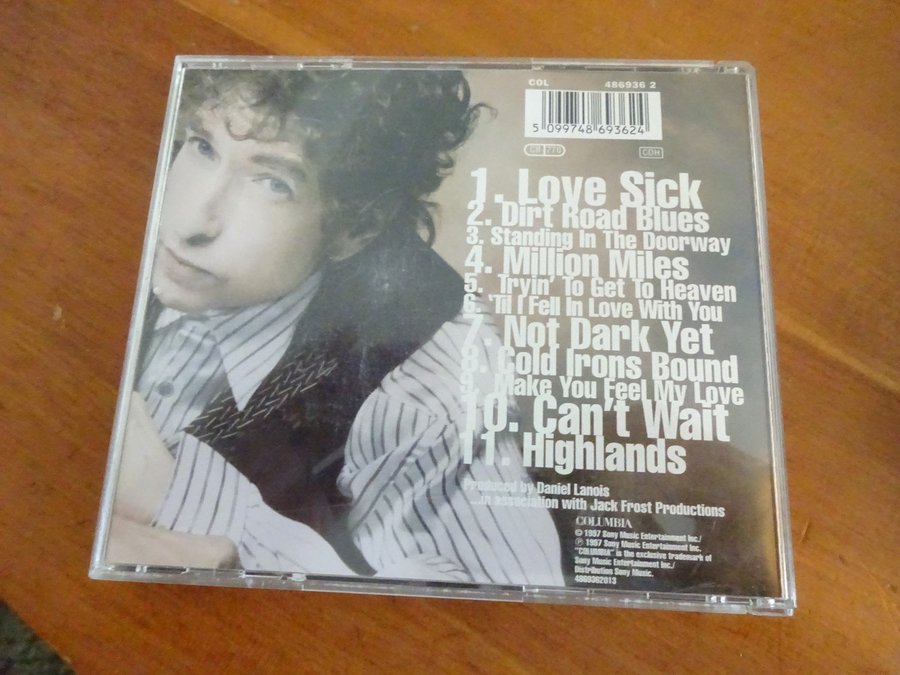 COL 486936 2
5 099748 693624
CB 270 CDH
1. Love Sick
2. Dirt Road Blues
3. Standing In The Doorway
4. Million Miles
5. Tryin' To Get To Heaven
6. 'Til I Fell In Love With You
7. Not Dark Yet
8. Cold Irons Bound
9. Make You Feel My Love
10. Can't Wait
11. Highlands
Produced by Daniel Lanois
...in association with Jack Frost Productions
COLUMBIA
© 1997 Sony Music Entertainment Inc./
℗ 1997 Sony Music Entertainment Inc.
"COLUMBIA" is the exclusive trademark of
Sony Music Entertainment Inc./
Distribution Sony Music.
4869362013